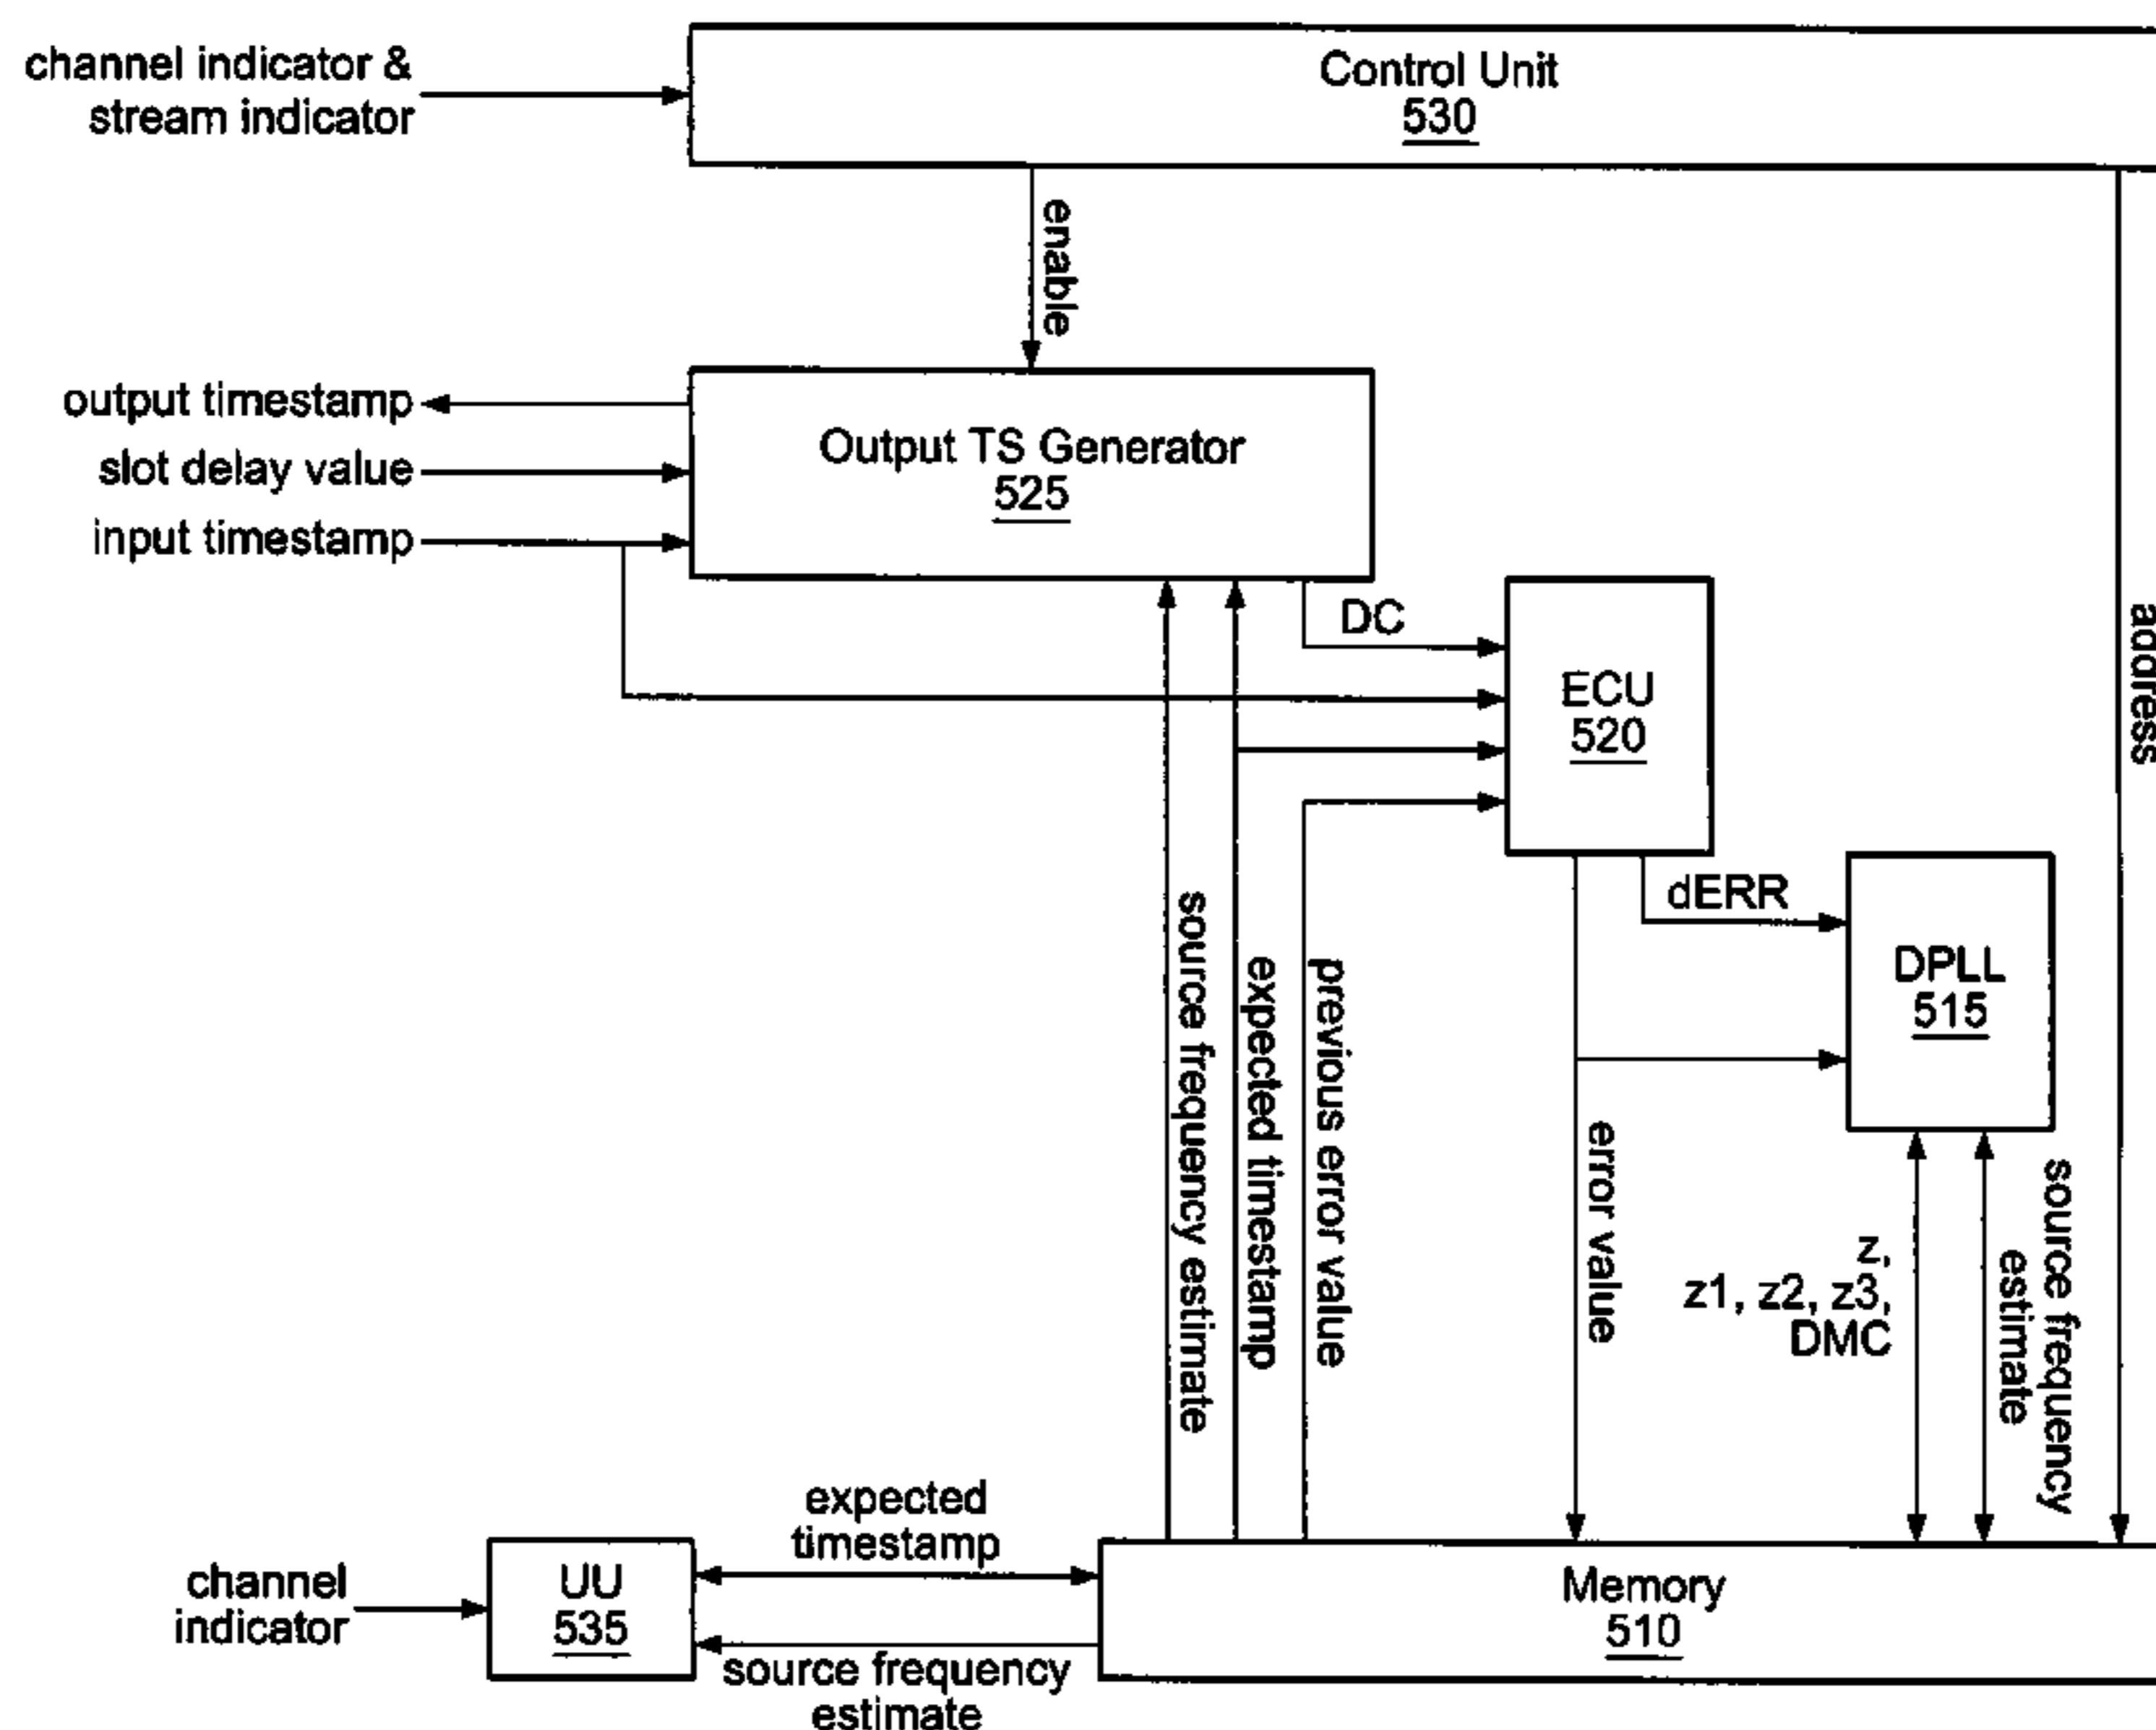 channel indicator &
stream indicator
Control Unit
530
enable
output timestamp
slot delay value
input timestamp
Output TS Generator
525
DC
ECU
520
address
dERR
DPLL
515
source frequency estimate
expected timestamp
previous error value
error value
z,
z1, z2, z3,
DMC
source frequency
estimate
expected
timestamp
channel
indicator
UU
535
source frequency
estimate
Memory
510